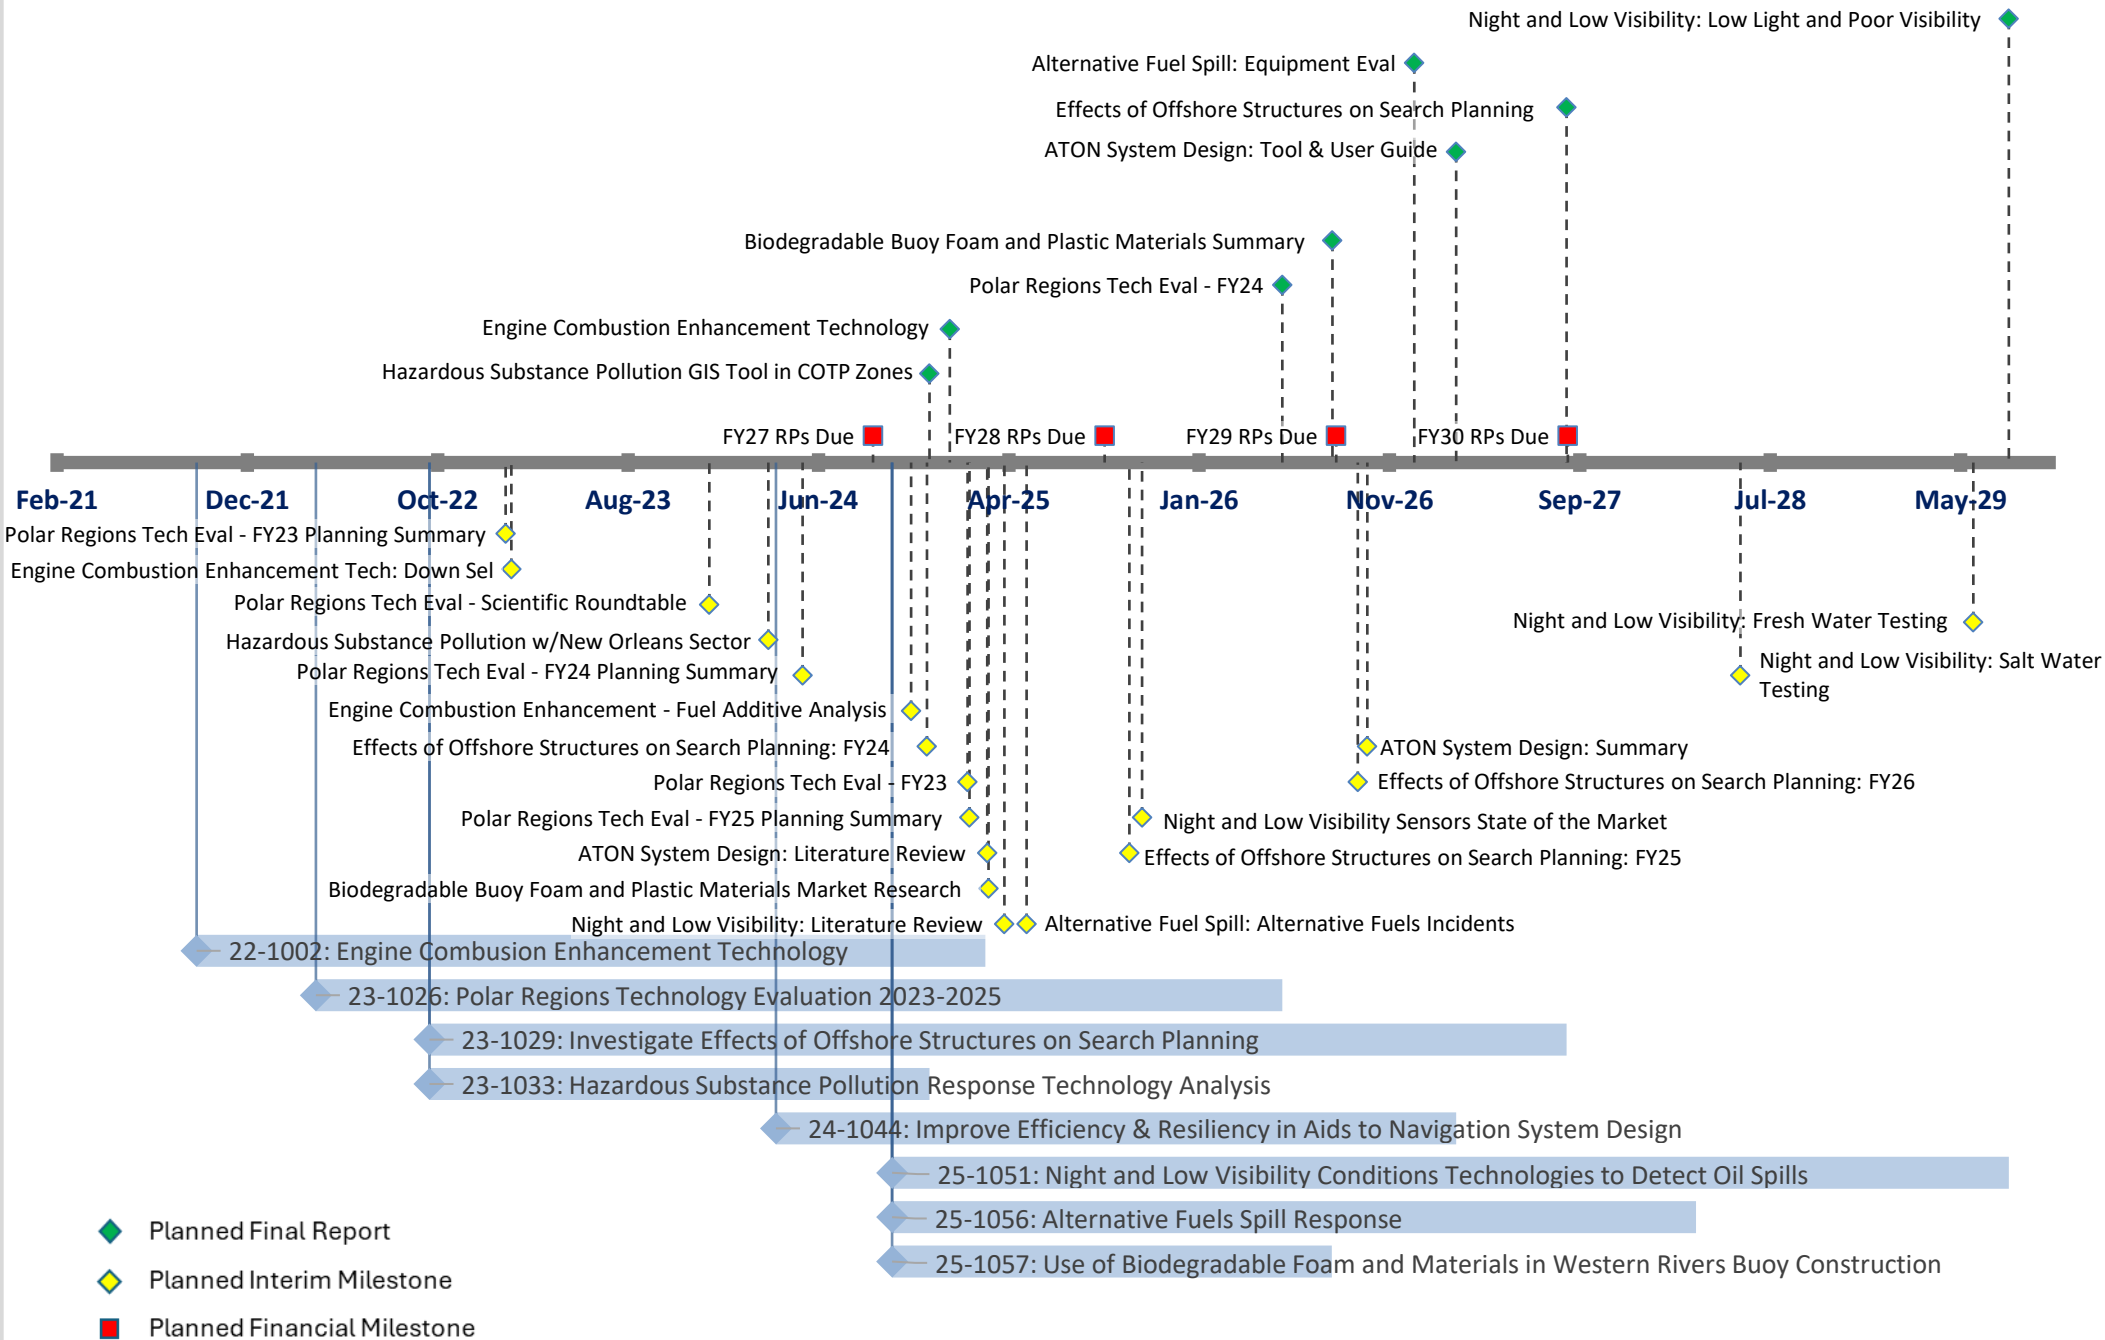 Night and Low Visibility: Low Light and Poor Visibility
Alternative Fuel Spill: Equipment Eval
Effects of Offshore Structures on Search Planning
ATON System Design: Tool & User Guide
Biodegradable Buoy Foam and Plastic Materials Summary
Polar Regions Tech Eval - FY24
Engine Combustion Enhancement Technology
Hazardous Substance Pollution GIS Tool in COTP Zones
FY27 RPs Due
FY28 RPs Due
FY29 RPs Due
FY30 RPs Due
Feb-21
Dec-21
Oct-22
Aug-23
Jun-24
Apr-25
Jan-26
Nov-26
Sep-27
Jul-28
May-29
Polar Regions Tech Eval - FY23 Planning Summary
Engine Combustion Enhancement Tech: Down Sel
Polar Regions Tech Eval - Scientific Roundtable
Night and Low Visibility: Fresh Water Testing
Hazardous Substance Pollution w/New Orleans Sector
Polar Regions Tech Eval - FY24 Planning Summary
Night and Low Visibility: Salt Water
Testing
Engine Combustion Enhancement - Fuel Additive Analysis
Effects of Offshore Structures on Search Planning: FY24
ATON System Design: Summary
Polar Regions Tech Eval - FY23
Effects of Offshore Structures on Search Planning: FY26
Polar Regions Tech Eval - FY25 Planning Summary
Night and Low Visibility Sensors State of the Market
ATON System Design: Literature Review
Effects of Offshore Structures on Search Planning: FY25
Biodegradable Buoy Foam and Plastic Materials Market Research
Night and Low Visibility: Literature Review
Alternative Fuel Spill: Alternative Fuels Incidents
22-1002: Engine Combusion Enhancement Technology
23-1026: Polar Regions Technology Evaluation 2023-2025
23-1029: Investigate Effects of Offshore Structures on Search Planning
23-1033: Hazardous Substance Pollution Response Technology Analysis
24-1044: Improve Efficiency & Resiliency in Aids to Navigation System Design
25-1051: Night and Low Visibility Conditions Technologies to Detect Oil Spills
25-1056: Alternative Fuels Spill Response
25-1057: Use of Biodegradable Foam and Materials in Western Rivers Buoy Construction
Planned Final Report
Planned Interim Milestone
Planned Financial Milestone